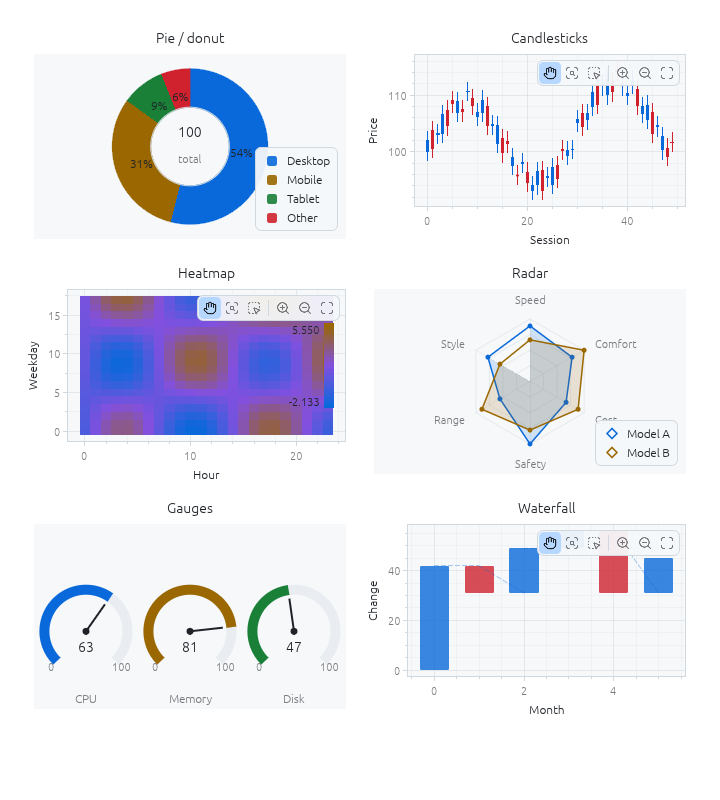 Pie / donut
54%
31%
9%
6%
100
total
Desktop
Mobile
Tablet
Other
Candlesticks
Price
110
100
0
20
40
Session
Heatmap
Weekday
15
10
5
0
5.550
-2.133
0
10
20
Hour
Radar
Speed
Comfort
Cost
Safety
Range
Style
Model A
Model B
Gauges
63
0
100
CPU
81
0
100
Memory
47
0
100
Disk
Waterfall
Change
40
20
0
0
2
4
Month